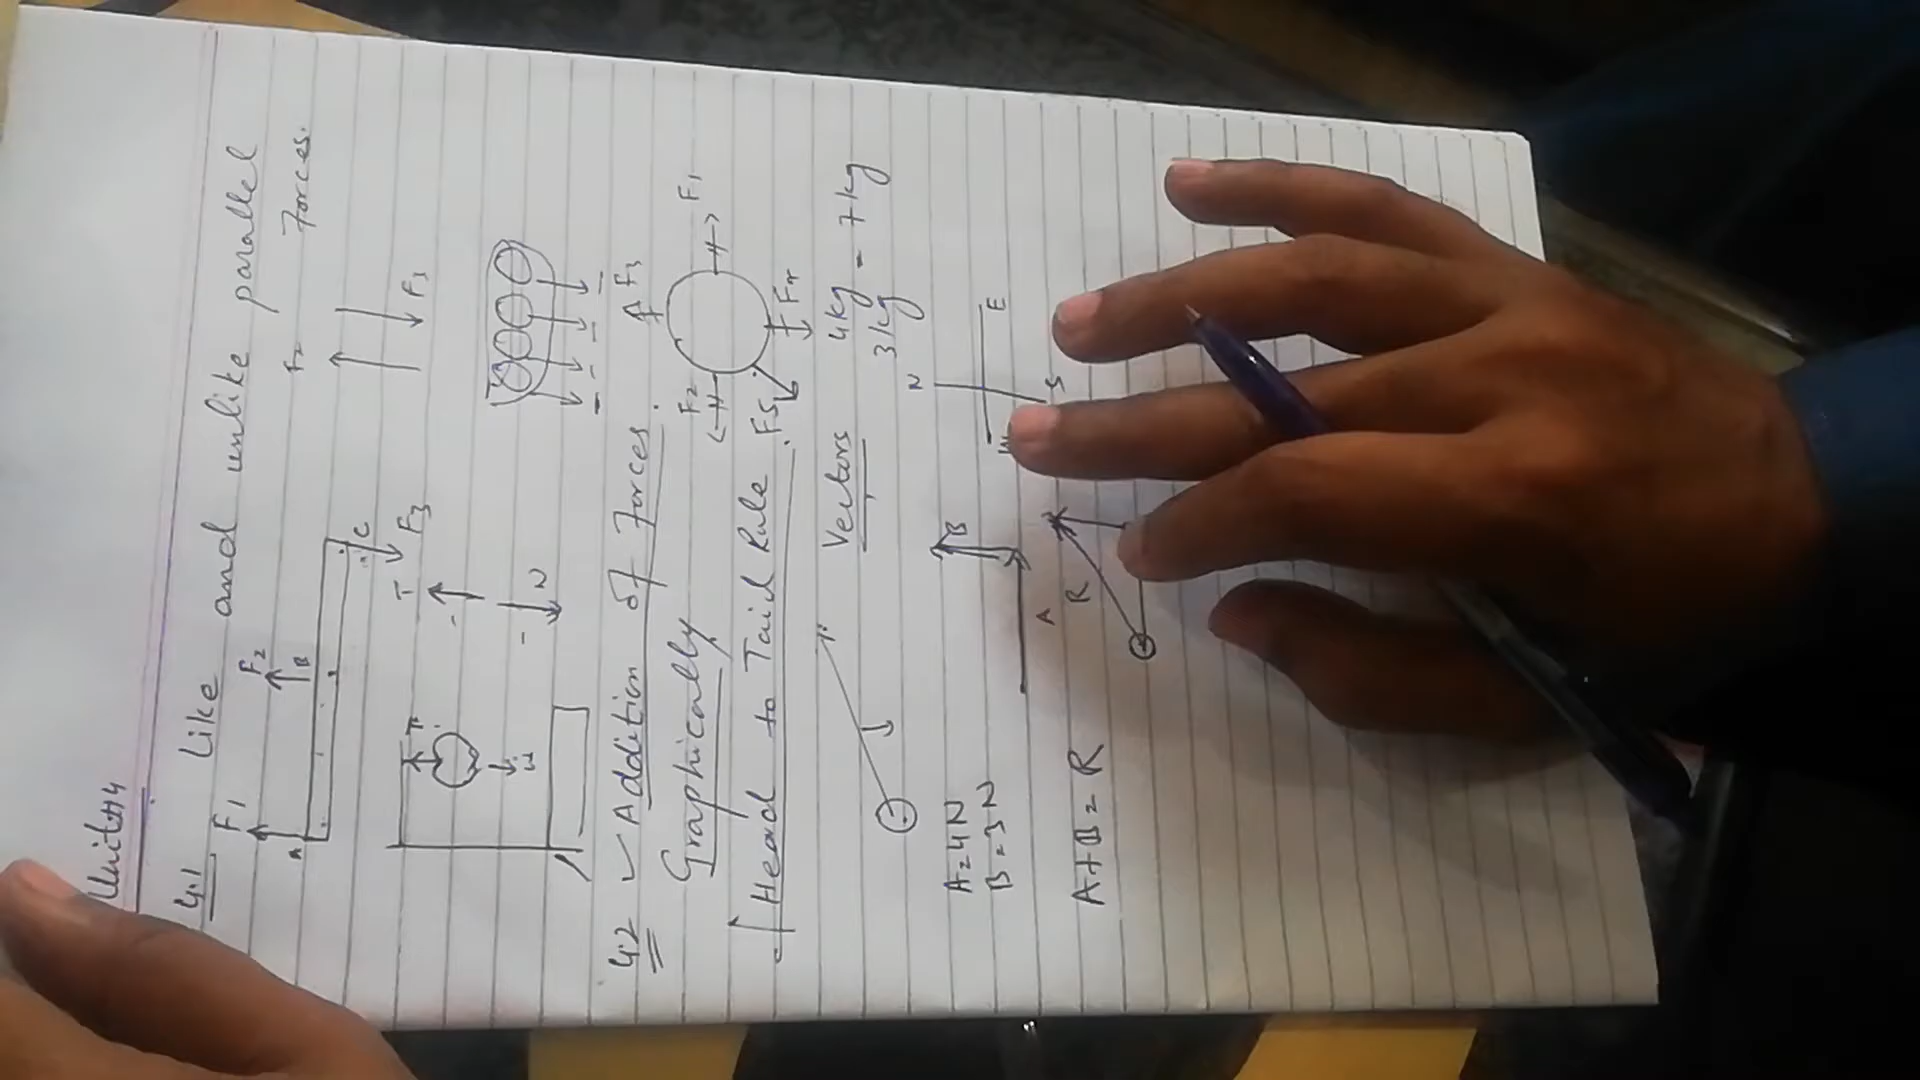 Unit#4
4.1 Like and unlike parallel
Forces.
F1
F2
F2
A
B
C
F3
F1
T
T
W
N
4.2 ✓ Addition of Forces.
Graphically
F3
F2
F1
F4
F5
Head to Tail Rule.
Vectors
4kg = 7kg
3kg
A=4N
B=3N
B
A
N
E
S
W
A+B=R
R